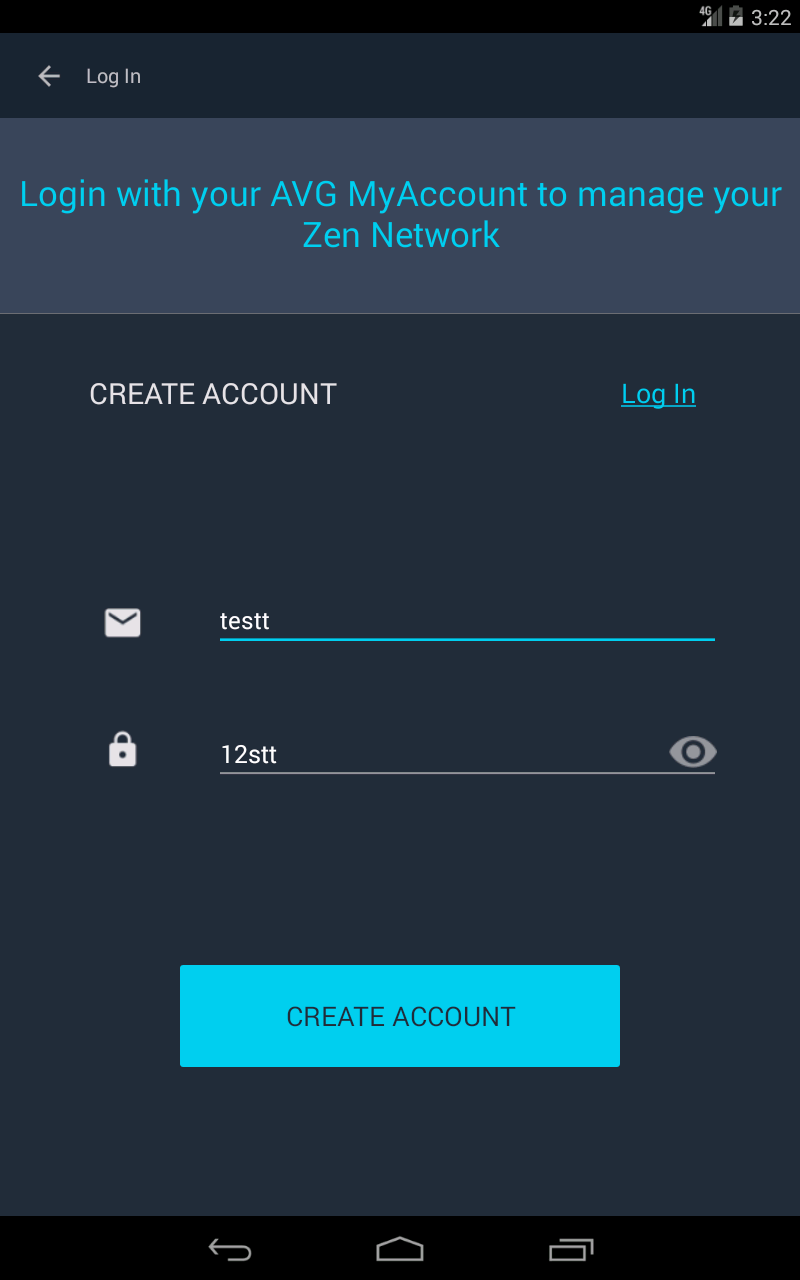 4G 3:22
Log In
Login with your AVG MyAccount to manage your
Zen Network
CREATE ACCOUNT Log In
testt
12stt
CREATE ACCOUNT